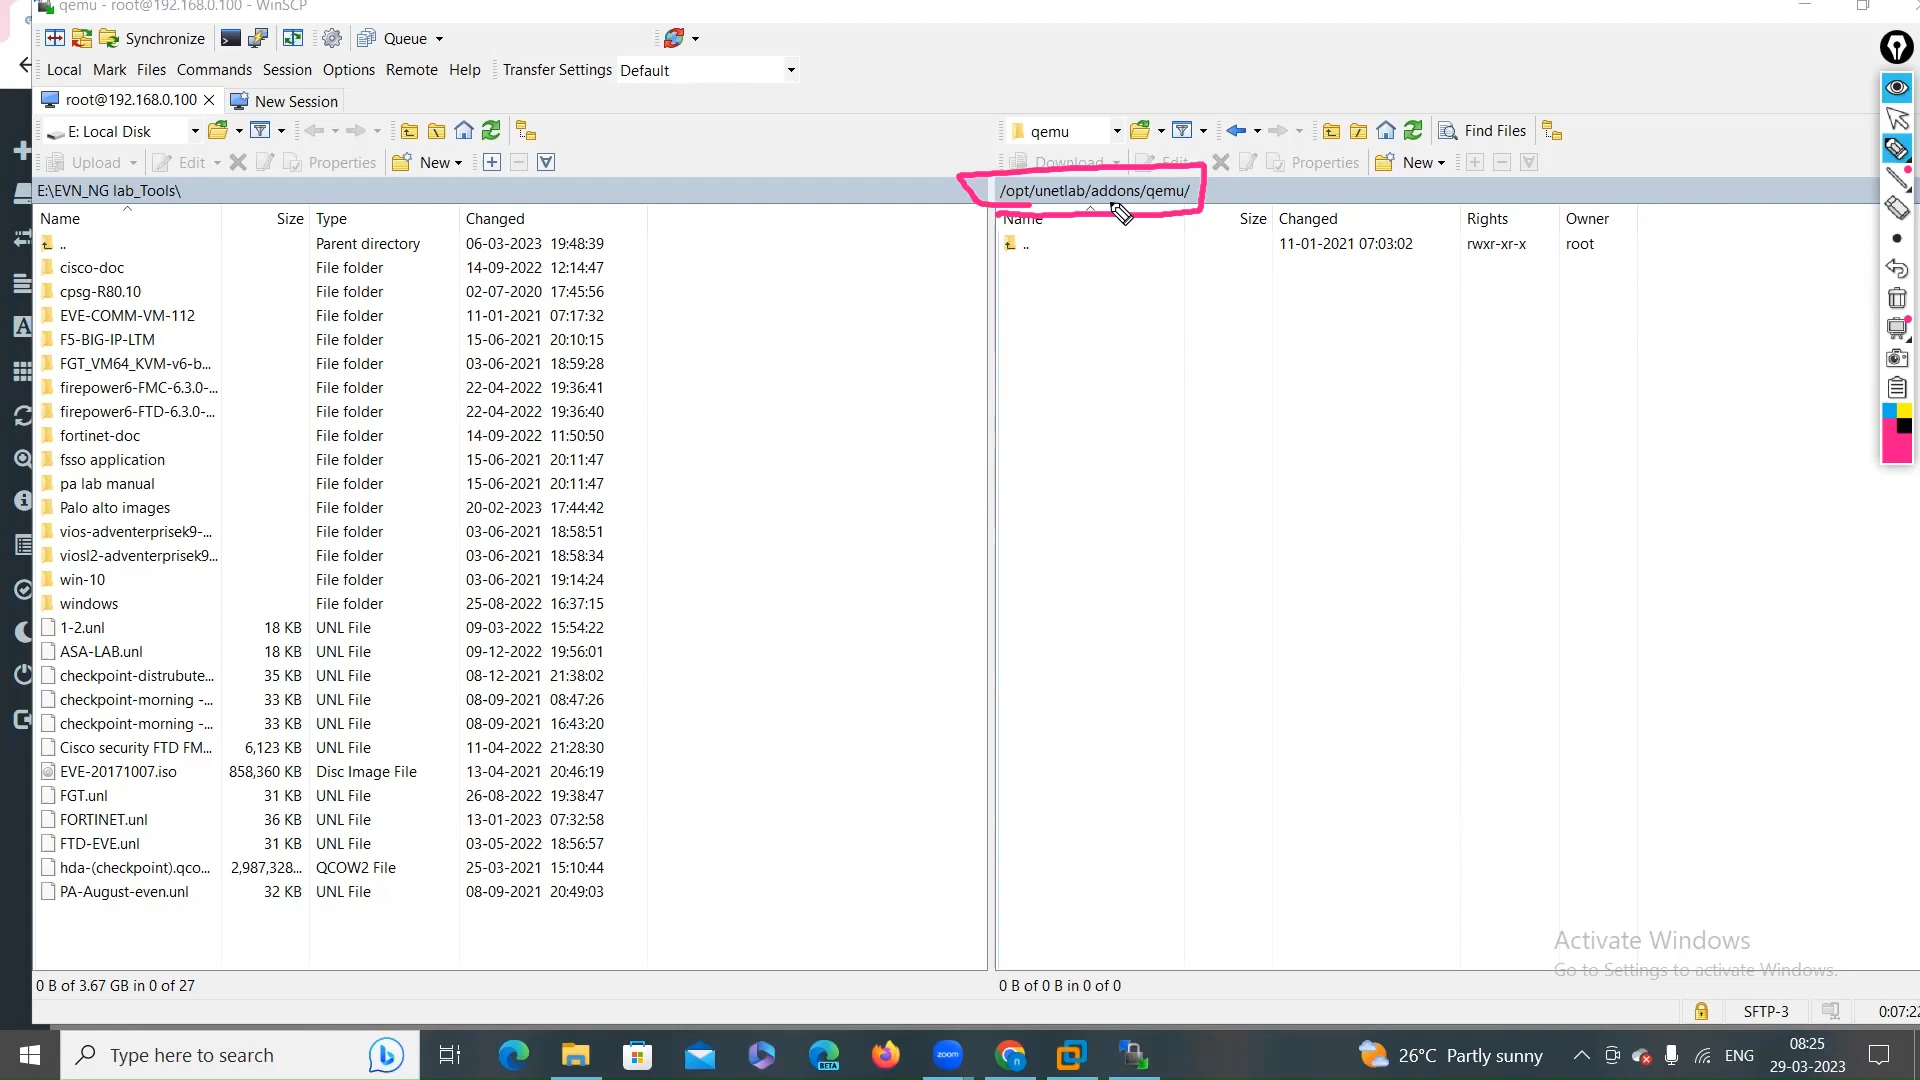 qemu - root@192.168.0.100 - WinSCP
Synchronize Queue
Local Mark Files Commands Session Options Remote Help Transfer Settings Default
root@192.168.0.100 New Session
E: Local Disk
Upload Edit Properties New
E:\EVN_NG lab_Tools\
Name Size Type Changed
.. Parent directory 06-03-2023 19:48:39
cisco-doc File folder 14-09-2022 12:14:47
cpsg-R80.10 File folder 02-07-2020 17:45:56
EVE-COMM-VM-112 File folder 11-01-2021 07:17:32
F5-BIG-IP-LTM File folder 15-06-2021 20:10:15
FGT_VM64_KVM-v6-b... File folder 03-06-2021 18:59:28
firepower6-FMC-6.3.0-... File folder 22-04-2022 19:36:41
firepower6-FTD-6.3.0-... File folder 22-04-2022 19:36:40
fortinet-doc File folder 14-09-2022 11:50:50
fsso application File folder 15-06-2021 20:11:47
pa lab manual File folder 15-06-2021 20:11:47
Palo alto images File folder 20-02-2023 17:44:42
vios-adventerprisek9-... File folder 03-06-2021 18:58:51
viosl2-adventerprisek9... File folder 03-06-2021 18:58:34
win-10 File folder 03-06-2021 19:14:24
windows File folder 25-08-2022 16:37:15
1-2.unl 18 KB UNL File 09-03-2022 15:54:22
ASA-LAB.unl 18 KB UNL File 09-12-2022 19:56:01
checkpoint-distrubute... 35 KB UNL File 08-12-2021 21:38:02
checkpoint-morning -... 33 KB UNL File 08-09-2021 08:47:26
checkpoint-morning -... 33 KB UNL File 08-09-2021 16:43:20
Cisco security FTD FM... 6,123 KB UNL File 11-04-2022 21:28:30
EVE-20171007.iso 858,360 KB Disc Image File 13-04-2021 20:46:19
FGT.unl 31 KB UNL File 26-08-2022 19:38:47
FORTINET.unl 36 KB UNL File 13-01-2023 07:32:58
FTD-EVE.unl 31 KB UNL File 03-05-2022 18:56:57
hda-(checkpoint).qco... 2,987,328... QCOW2 File 25-03-2021 15:10:44
PA-August-even.unl 32 KB UNL File 08-09-2021 20:49:03
0 B of 3.67 GB in 0 of 27
qemu Find Files
Download Edit Properties New
/opt/unetlab/addons/qemu/
Name Size Changed Rights Owner
.. 11-01-2021 07:03:02 rwxr-xr-x root
Activate Windows
Go to Settings to activate Windows.
0 B of 0 B in 0 of 0
SFTP-3 0:07:22
Type here to search
BETA
zoom
26°C Partly sunny ENG
08:25
29-03-2023